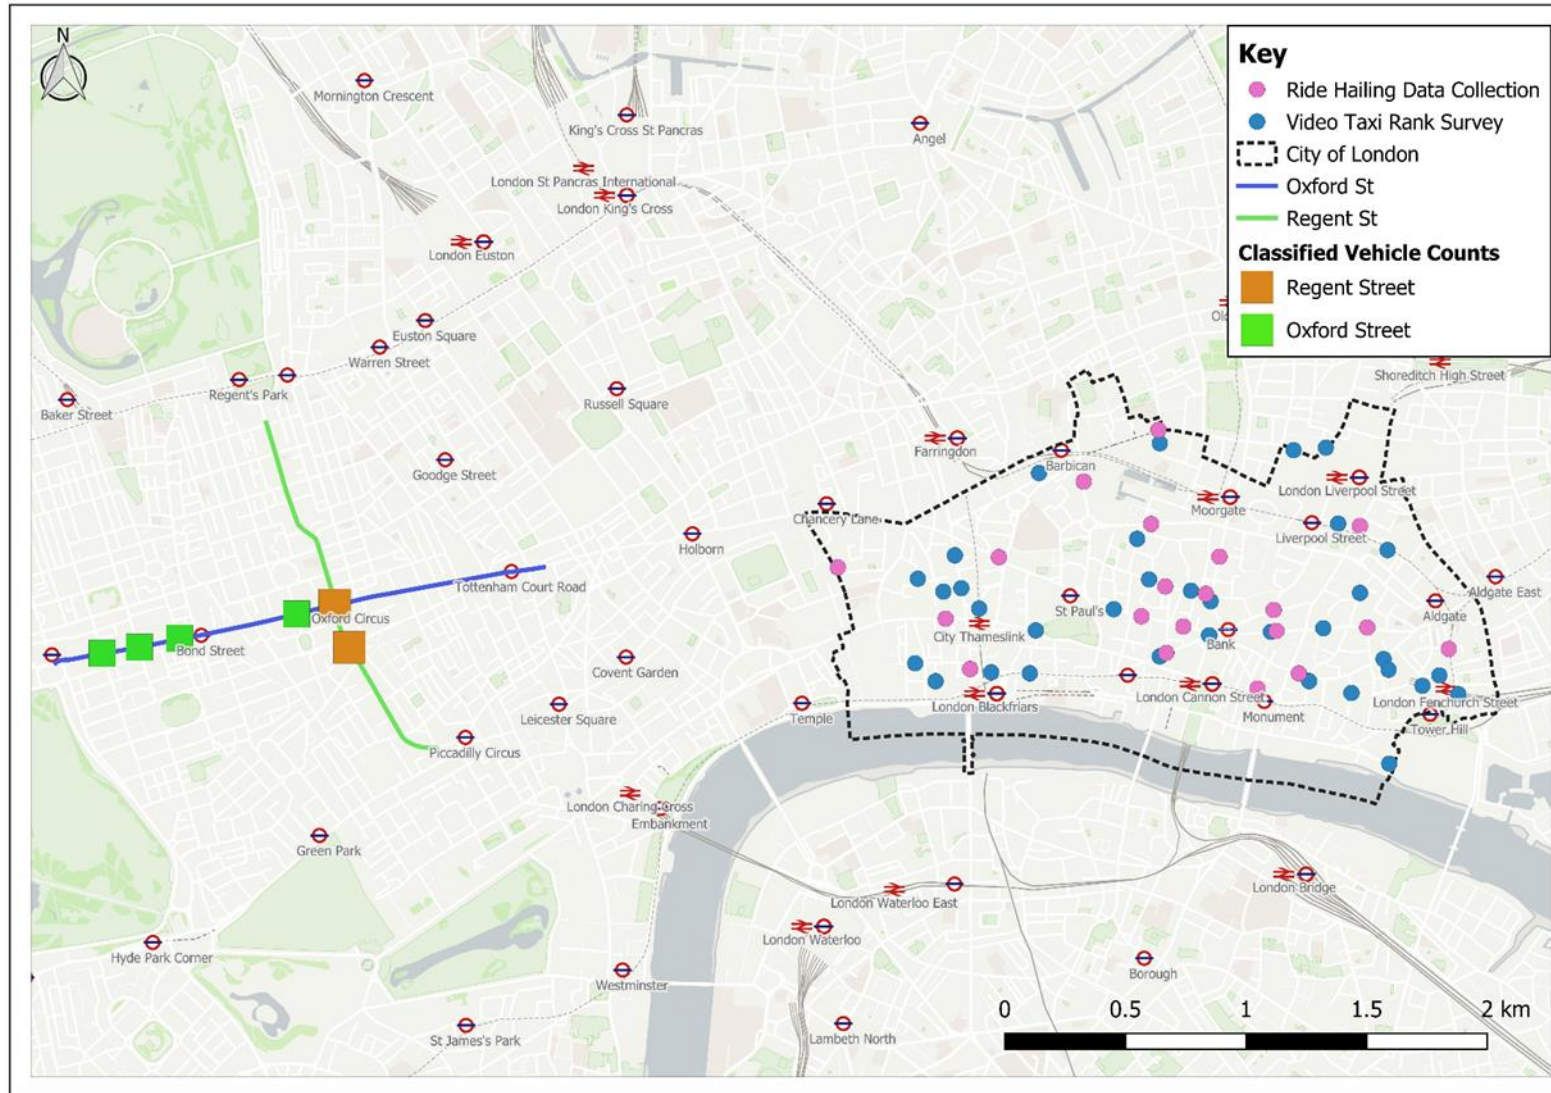 N
Key
Ride Hailing Data Collection
Video Taxi Rank Survey
City of London
Oxford St
Regent St
Classified Vehicle Counts
Regent Street
Oxford Street
Mornington Crescent
King's Cross St Pancras
Angel
London St Pancras International
London King's Cross
London Euston
Euston Square
Warren Street
Regent's Park
Baker Street
Russell Square
Shoreditch High Street
Goodge Street
Farringdon
Barbican
London Liverpool Street
Moorgate
Chancery Lane
Liverpool Street
Holborn
Tottenham Court Road
Aldgate East
St Paul's
Aldgate
Oxford Circus
City Thameslink
Bank
Bond Street
Covent Garden
London Cannon Street
London Fenchurch Street
London Blackfriars
Monument
Leicester Square
Temple
Tower Hill
Piccadilly Circus
London Charing Cross
Embankment
Green Park
London Bridge
London Waterloo East
London Waterloo
Hyde Park Corner
Borough
Westminster
St James's Park
Lambeth North
0 0.5 1 1.5 2 km